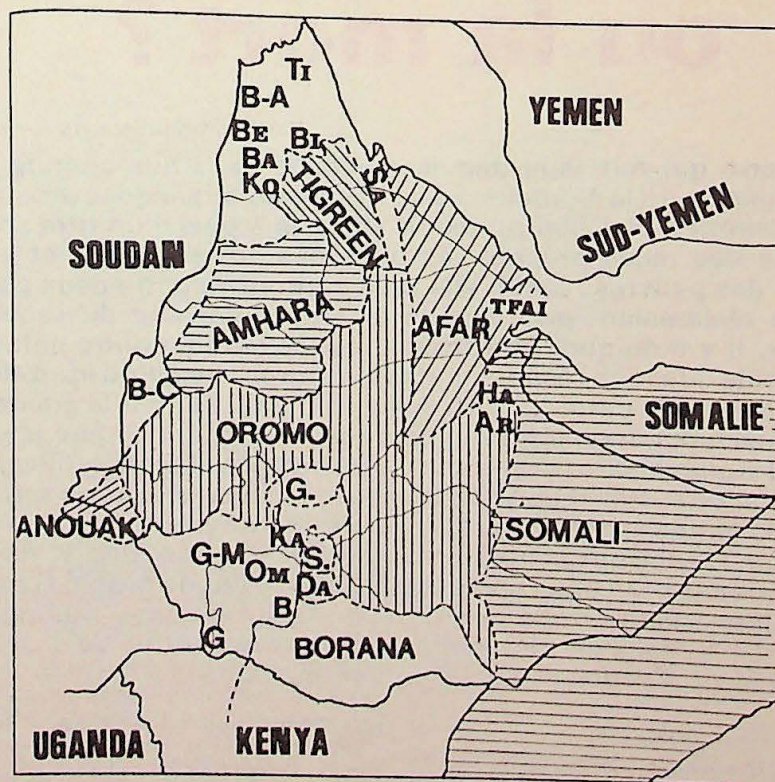 TI
B-A
YEMEN
BE
BI
BA
KO
SA
TIGREEN
SOUDAN
SUD-YEMEN
AMHARA
AFAR
TFAI
B-C
HA
SOMALIE
OROMO
AR
G.
ANOUAK
KA
SOMALI
G-M
S.
OM
DA
B
G
BORANA
UGANDA
KENYA